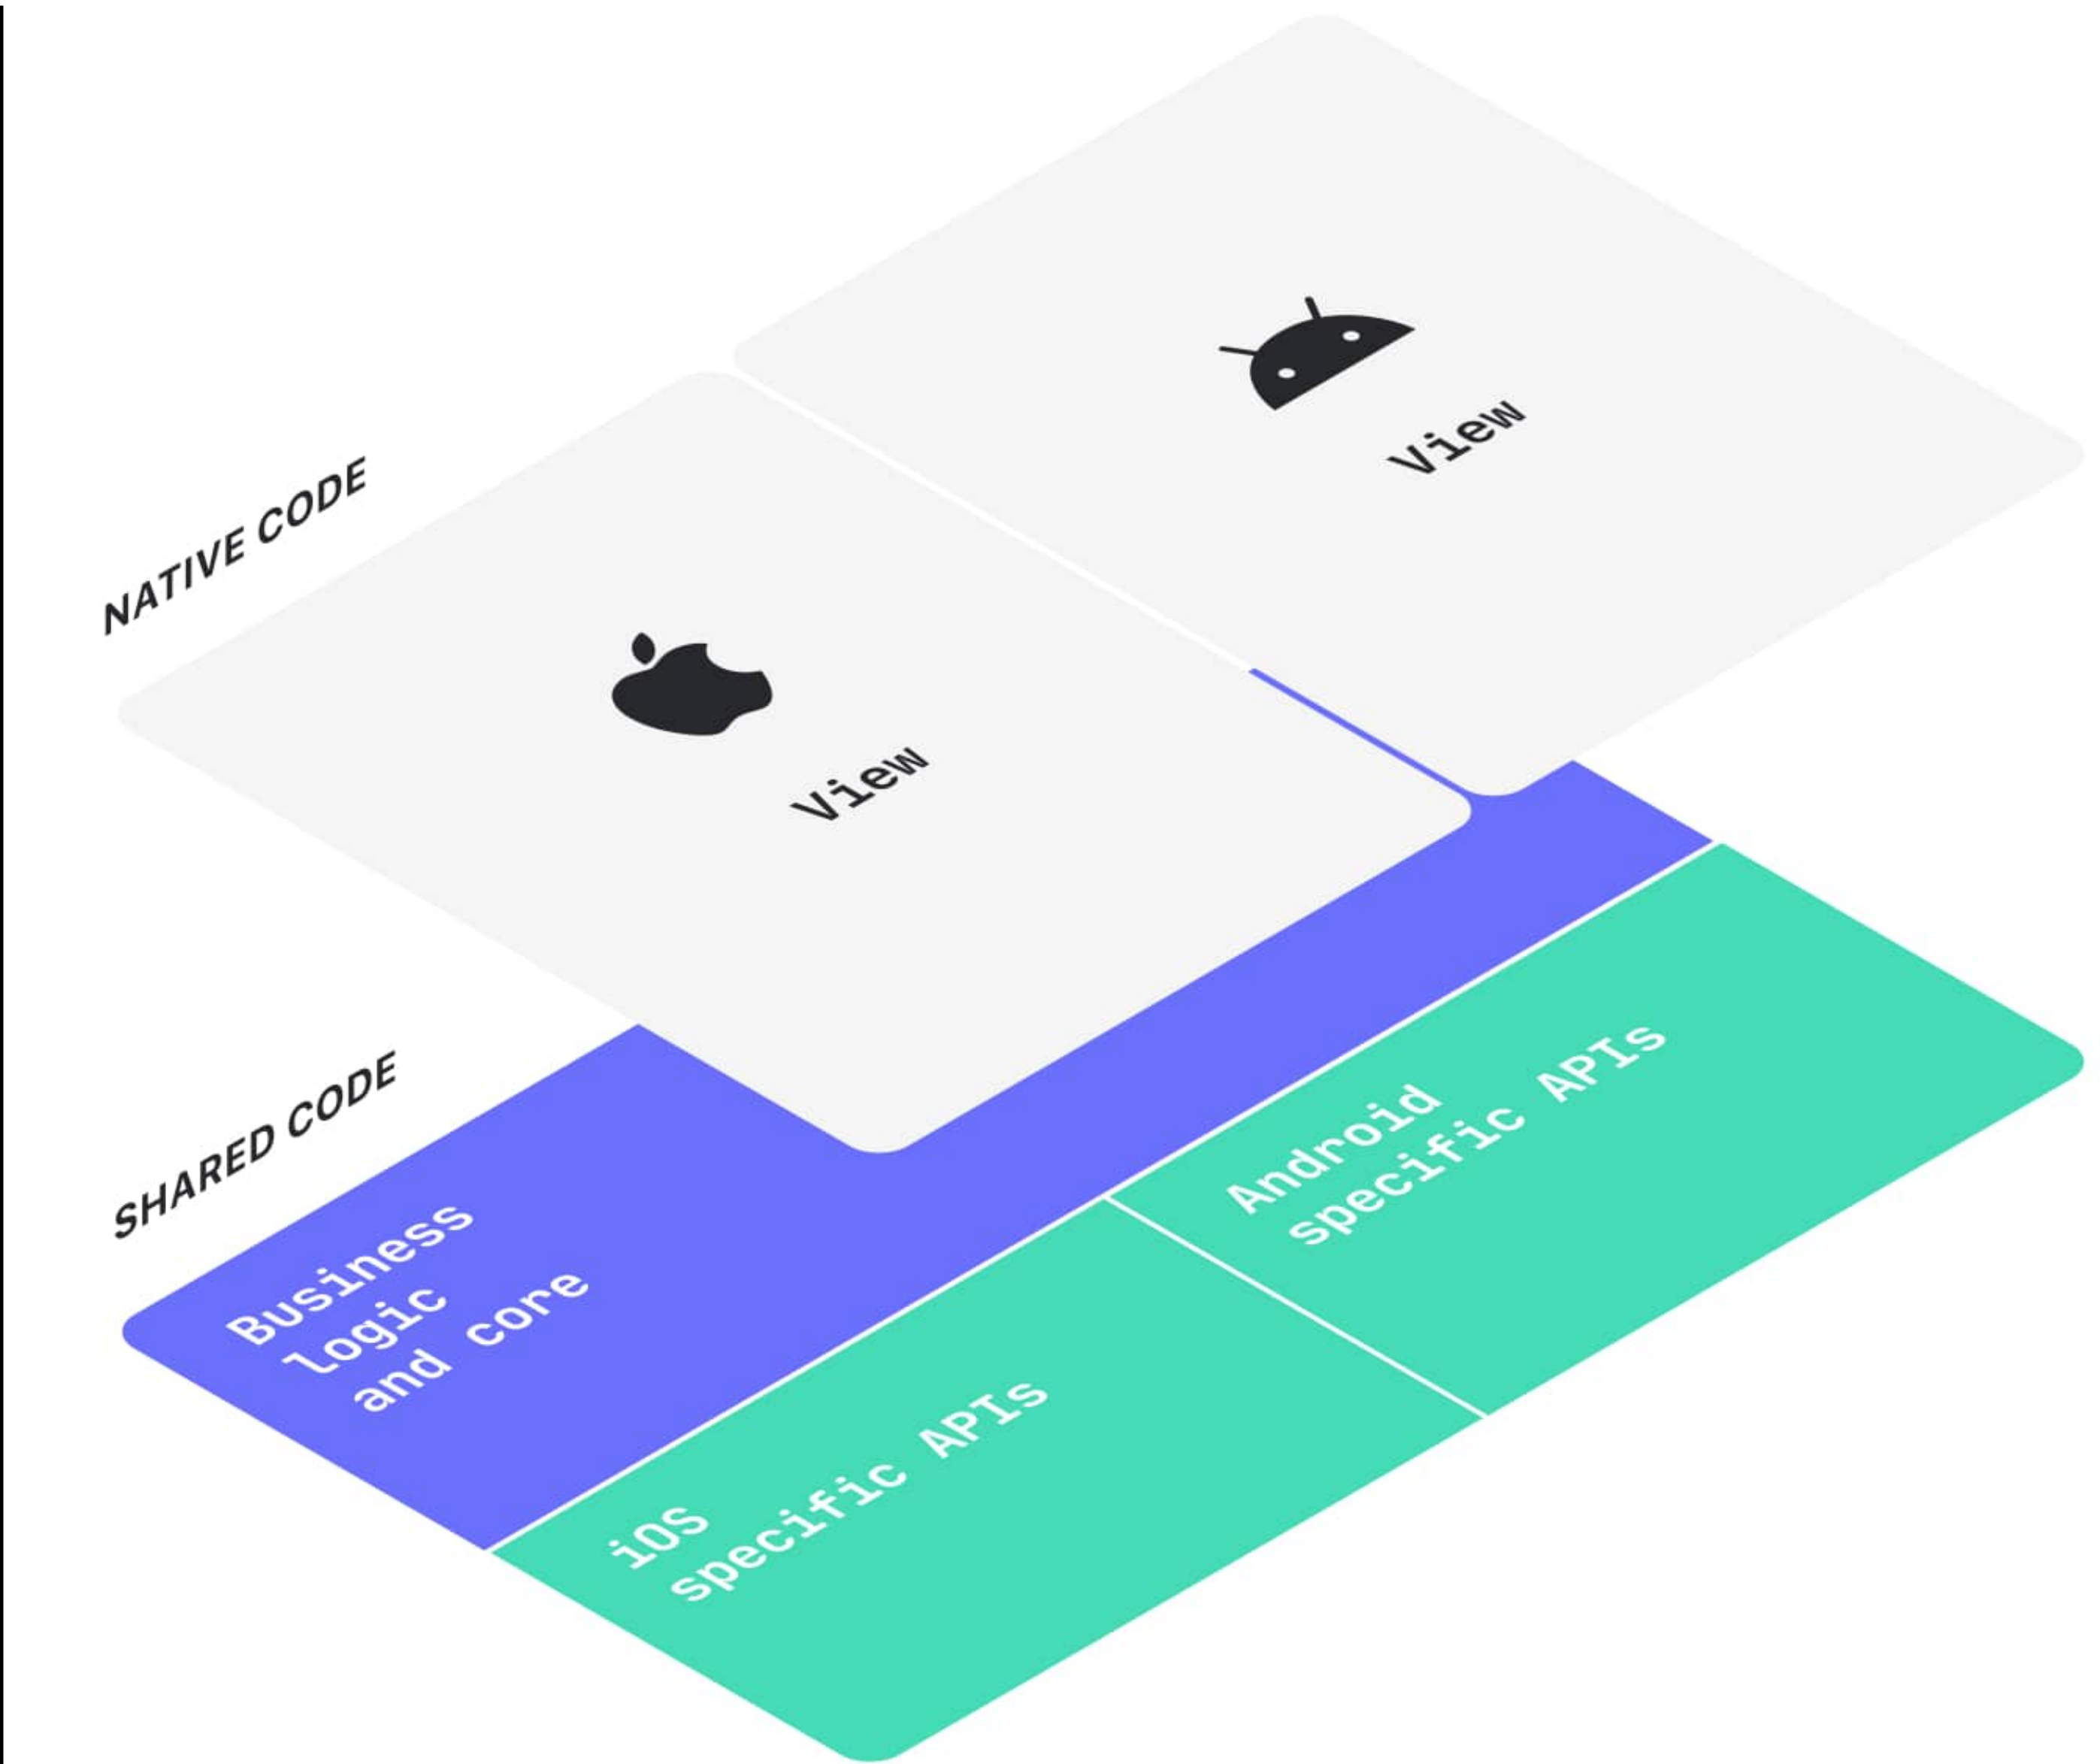 NATIVE CODE
View
View
SHARED CODE
Business
logic
and core
Android
specific APIs
iOS
specific APIs